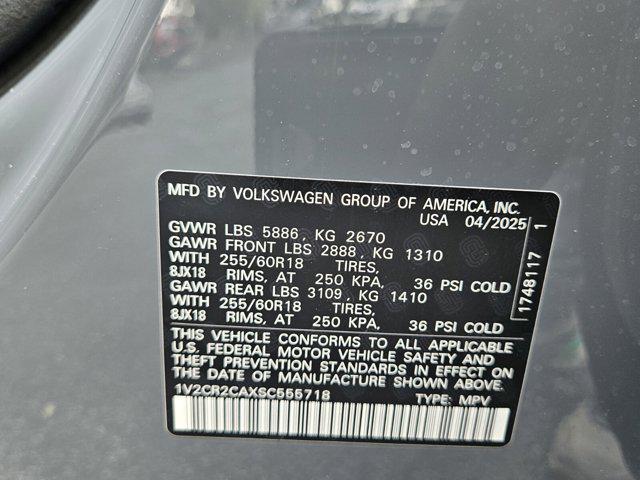 MFD BY VOLKSWAGEN GROUP OF AMERICA, INC.
USA 04/2025
GVWR LBS 5886, KG 2670
GAWR FRONT LBS 2888, KG 1310
WITH 255/60R18 TIRES,
8JX18 RIMS, AT 250 KPA, 36 PSI COLD
GAWR REAR LBS 3109, KG 1410
WITH 255/60R18 TIRES,
8JX18 RIMS, AT 250 KPA, 36 PSI COLD
THIS VEHICLE CONFORMS TO ALL APPLICABLE
U.S. FEDERAL MOTOR VEHICLE SAFETY AND
THEFT PREVENTION STANDARDS IN EFFECT ON
THE DATE OF MANUFACTURE SHOWN ABOVE.
1V2CR2CAXSC555718 TYPE: MPV
1748117 1